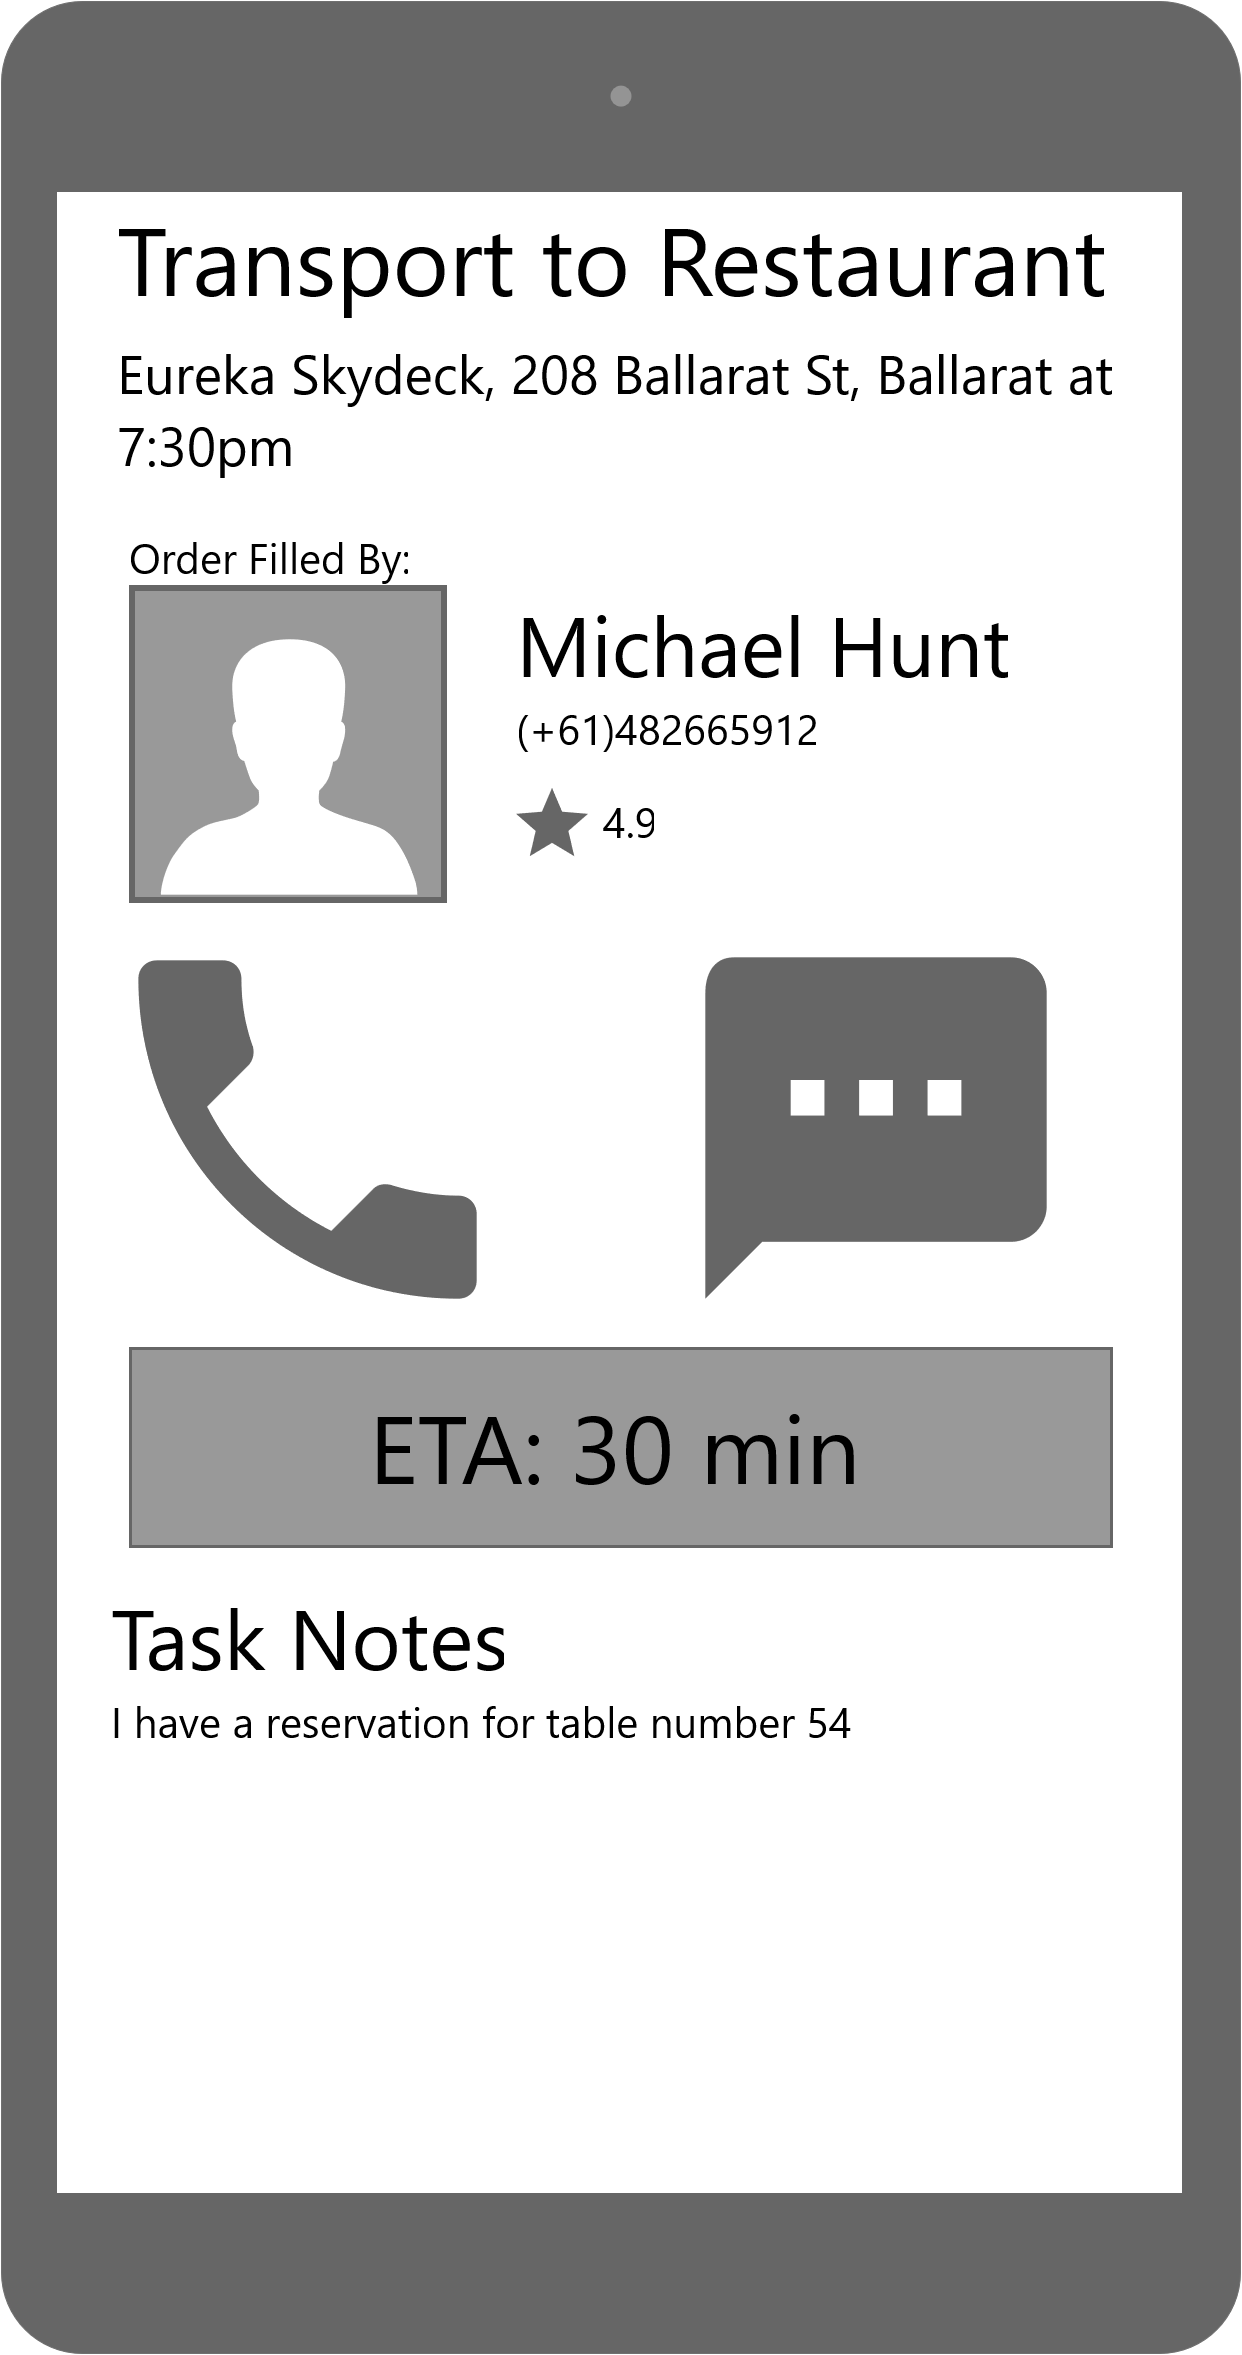 Transport to Restaurant
Eureka Skydeck, 208 Ballarat St, Ballarat at
7:30pm
Order Filled By:
Michael Hunt
(+61)482665912
4.9
ETA: 30 min
Task Notes
I have a reservation for table number 54